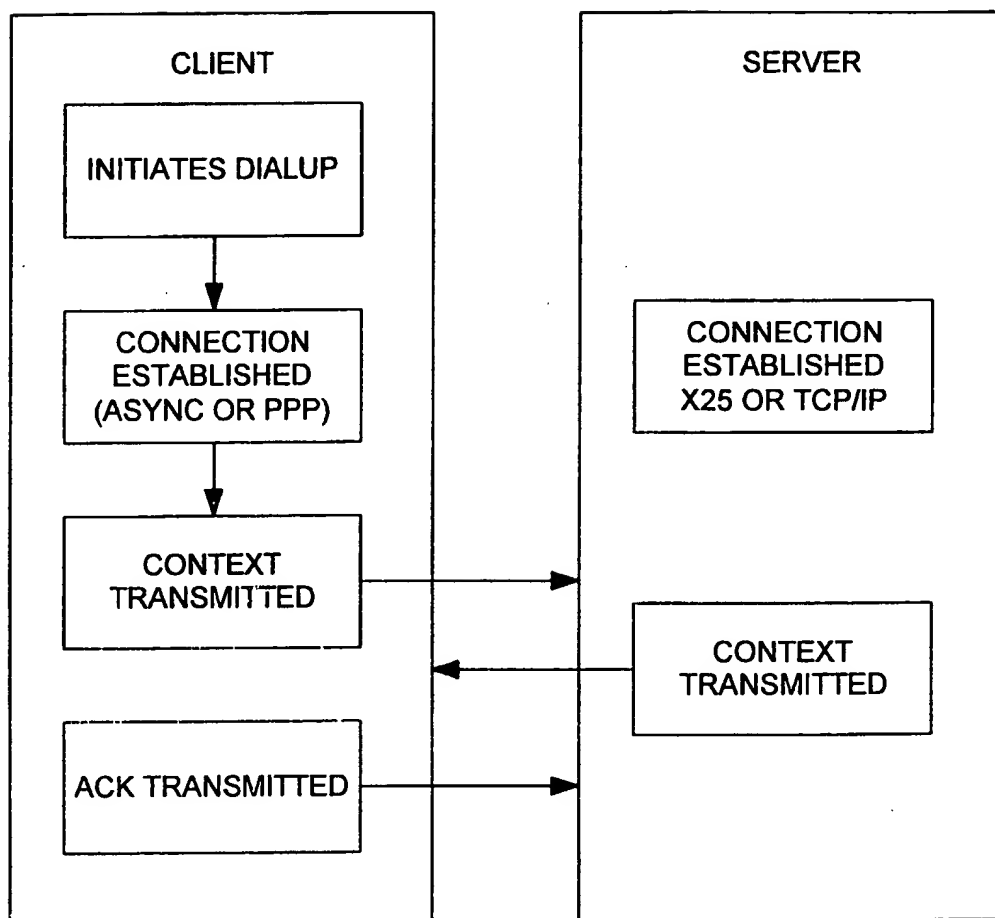 CLIENT
INITIATES DIALUP
CONNECTION
ESTABLISHED
(ASYNC OR PPP)
CONTEXT
TRANSMITTED
ACK TRANSMITTED
SERVER
CONNECTION
ESTABLISHED
X25 OR TCP/IP
CONTEXT
TRANSMITTED